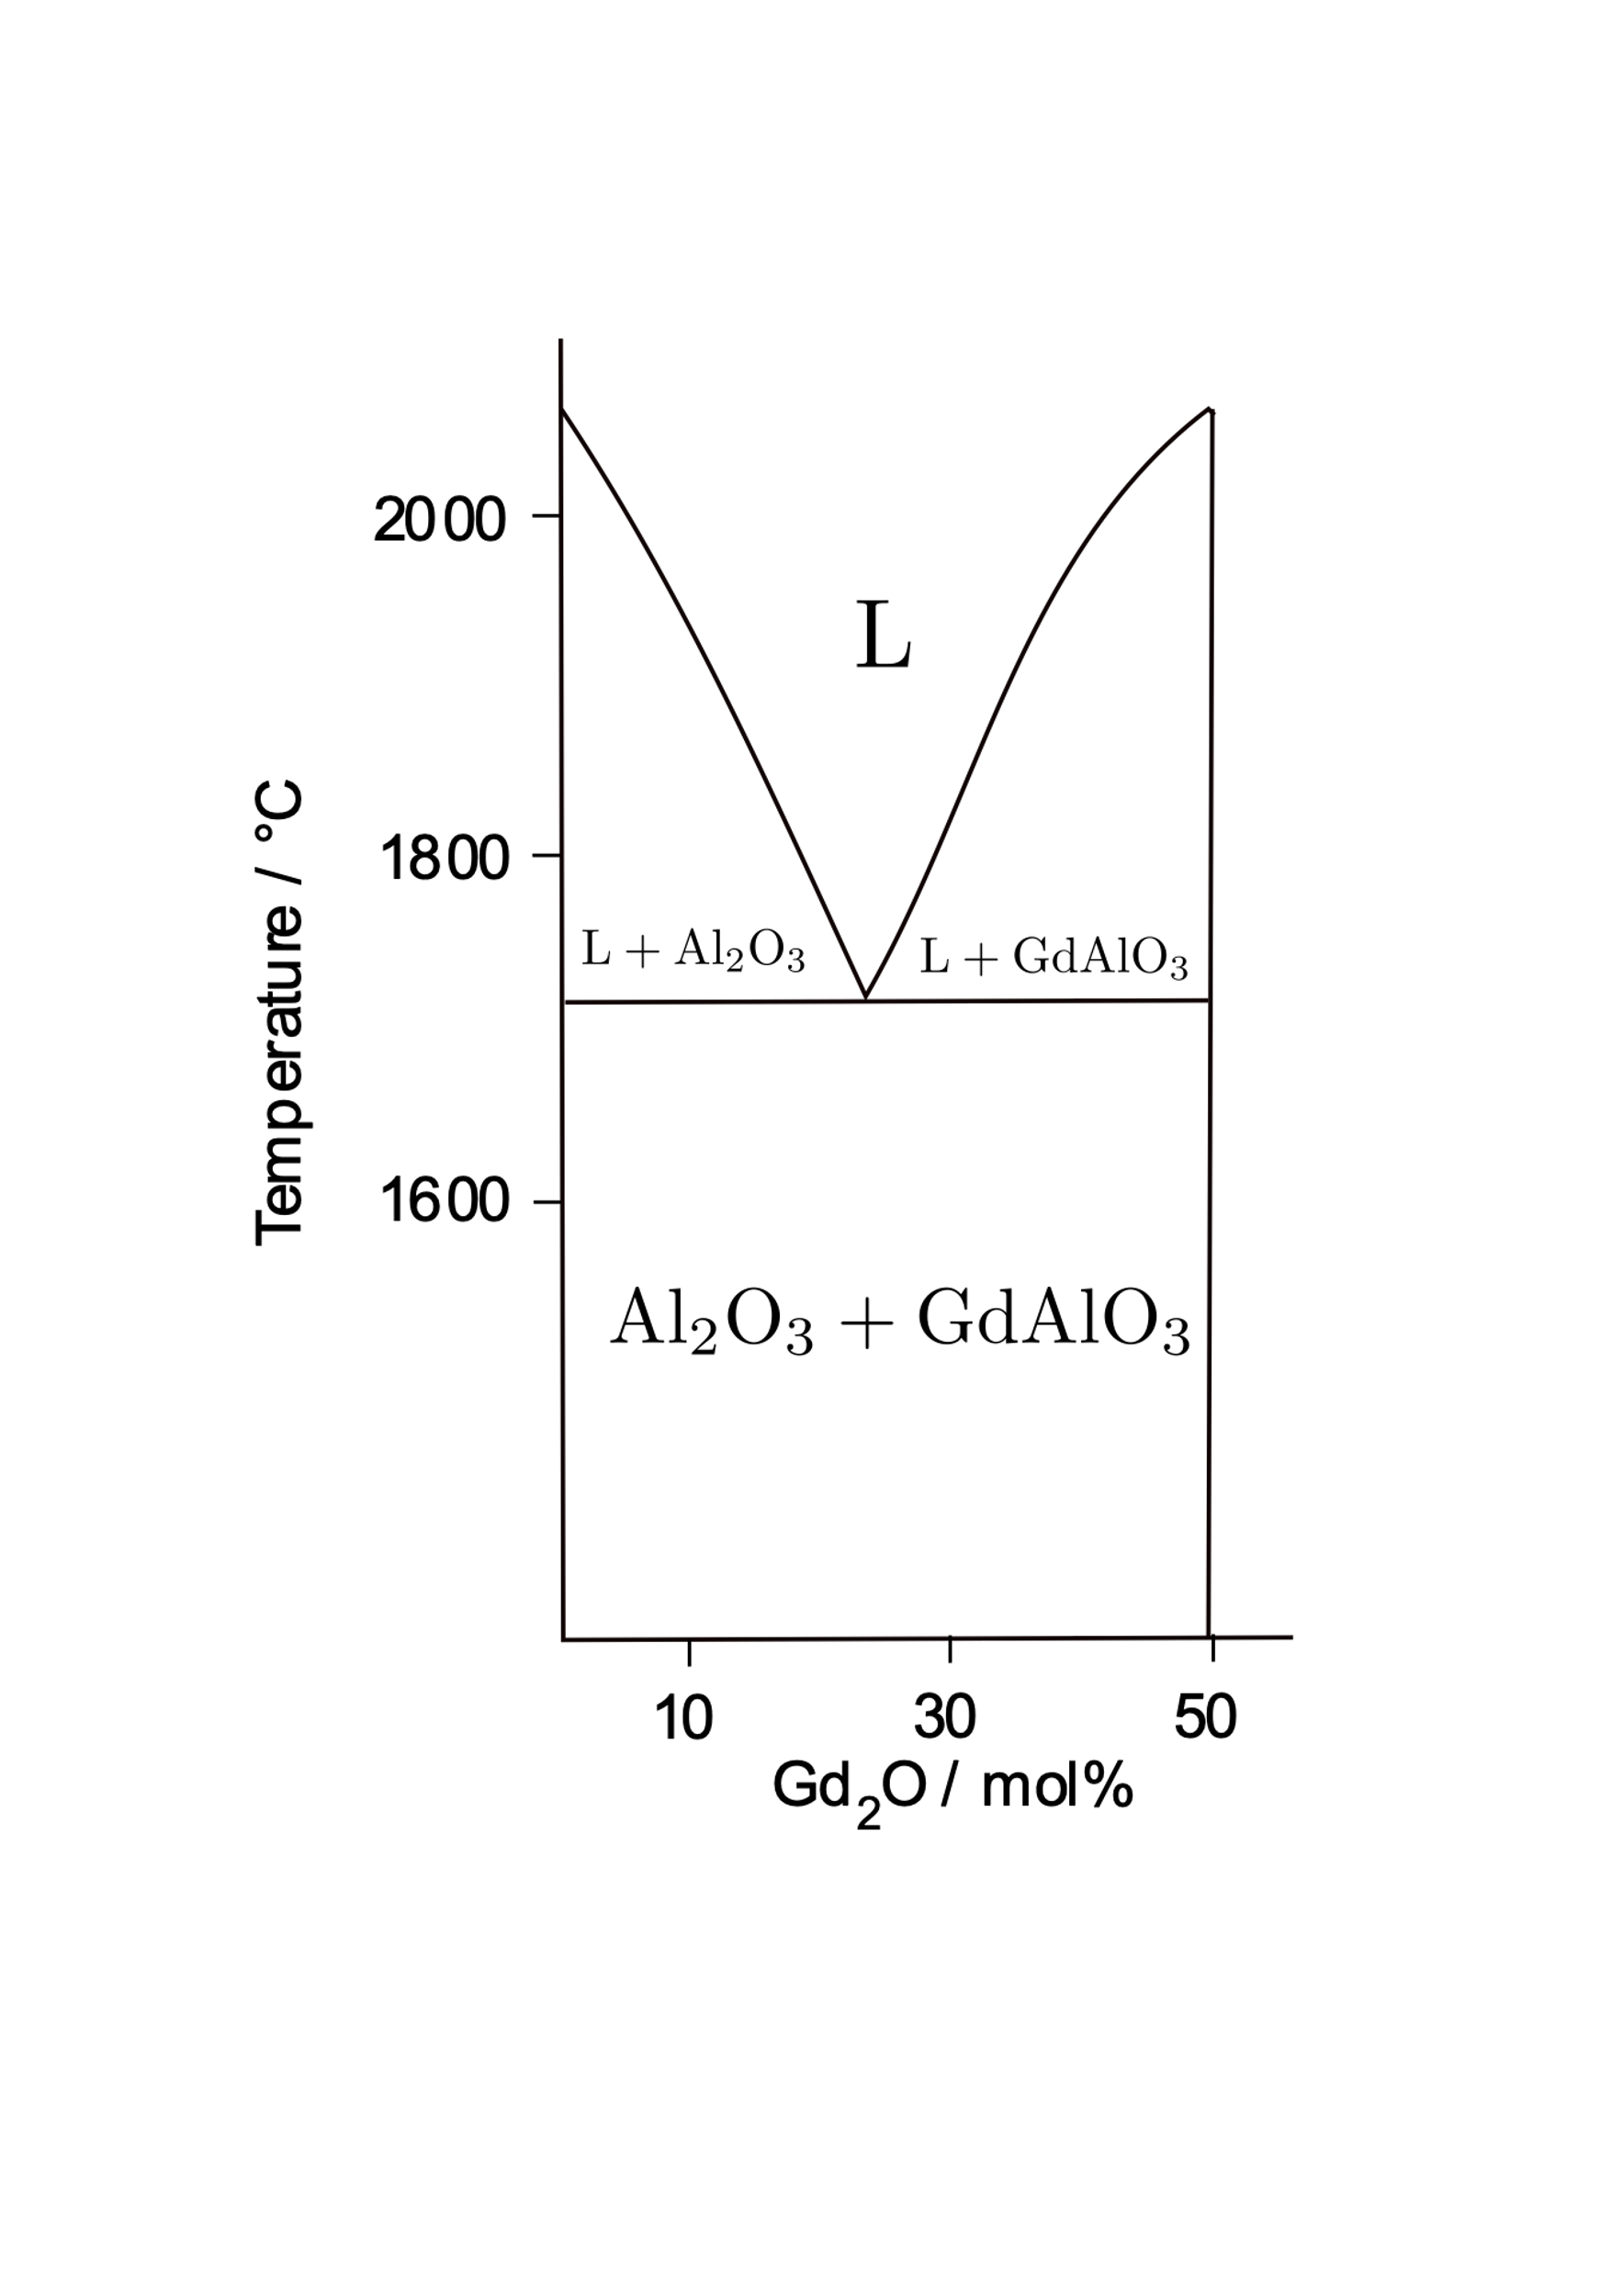 2000
L
1800
L + Al₂O₃
L + GdAlO₃
1600
Al₂O₃ + GdAlO₃
10
30
50
Gd₂O / mol%
Temperature / °C